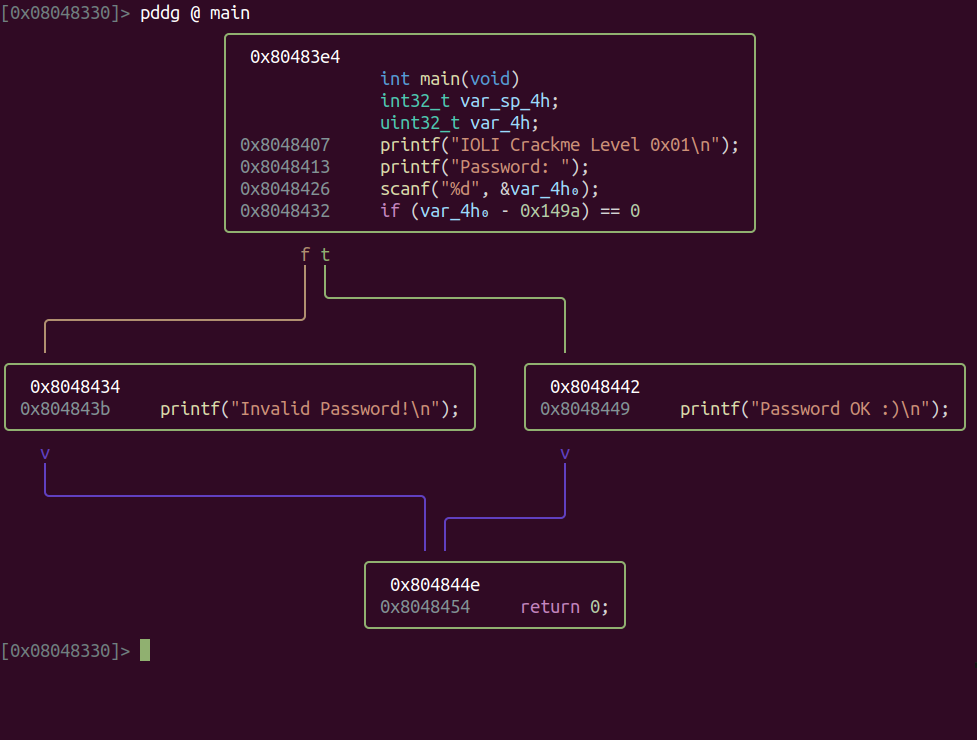 [0x08048330]> pddg @ main
0x80483e4
int main(void)
int32_t var_sp_4h;
uint32_t var_4h;
0x8048407 printf("IOLI Crackme Level 0x01\n");
0x8048413 printf("Password: ");
0x8048426 scanf("%d", &var_4h₀);
0x8048432 if (var_4h₀ - 0x149a) == 0
f t
0x8048434
0x804843b printf("Invalid Password!\n");
0x8048442
0x8048449 printf("Password OK :)\n");
v v
0x804844e
0x8048454 return 0;
[0x08048330]>